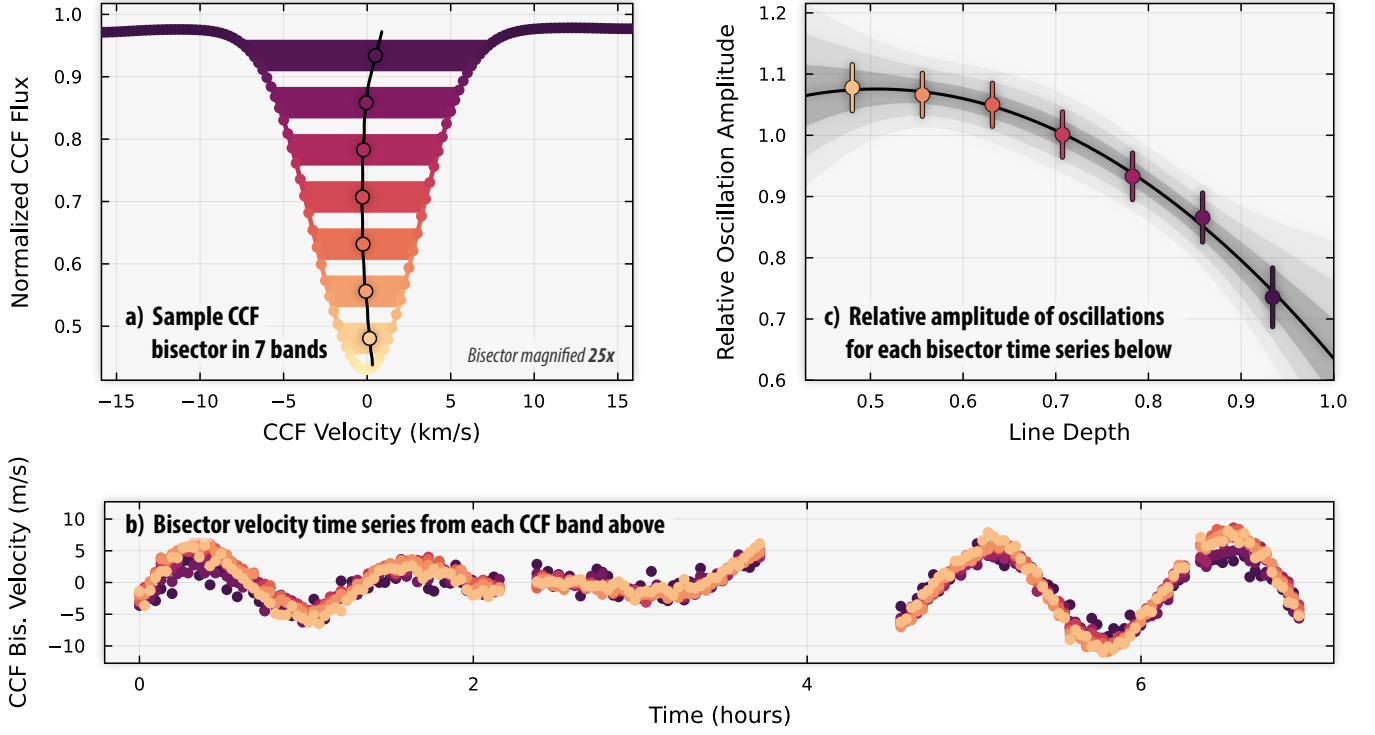 Normalized CCF Flux
1.0
0.9
0.8
0.7
0.6
0.5
a) Sample CCF
bisector in 7 bands
Bisector magnified 25x
−15
−10
−5
0
5
10
15
CCF Velocity (km/s)
Relative Oscillation Amplitude
1.2
1.1
1.0
0.9
0.8
0.7
0.6
c) Relative amplitude of oscillations
for each bisector time series below
0.5
0.6
0.7
0.8
0.9
1.0
Line Depth
CCF Bis. Velocity (m/s)
10
5
0
−5
−10
b) Bisector velocity time series from each CCF band above
0
2
4
6
Time (hours)